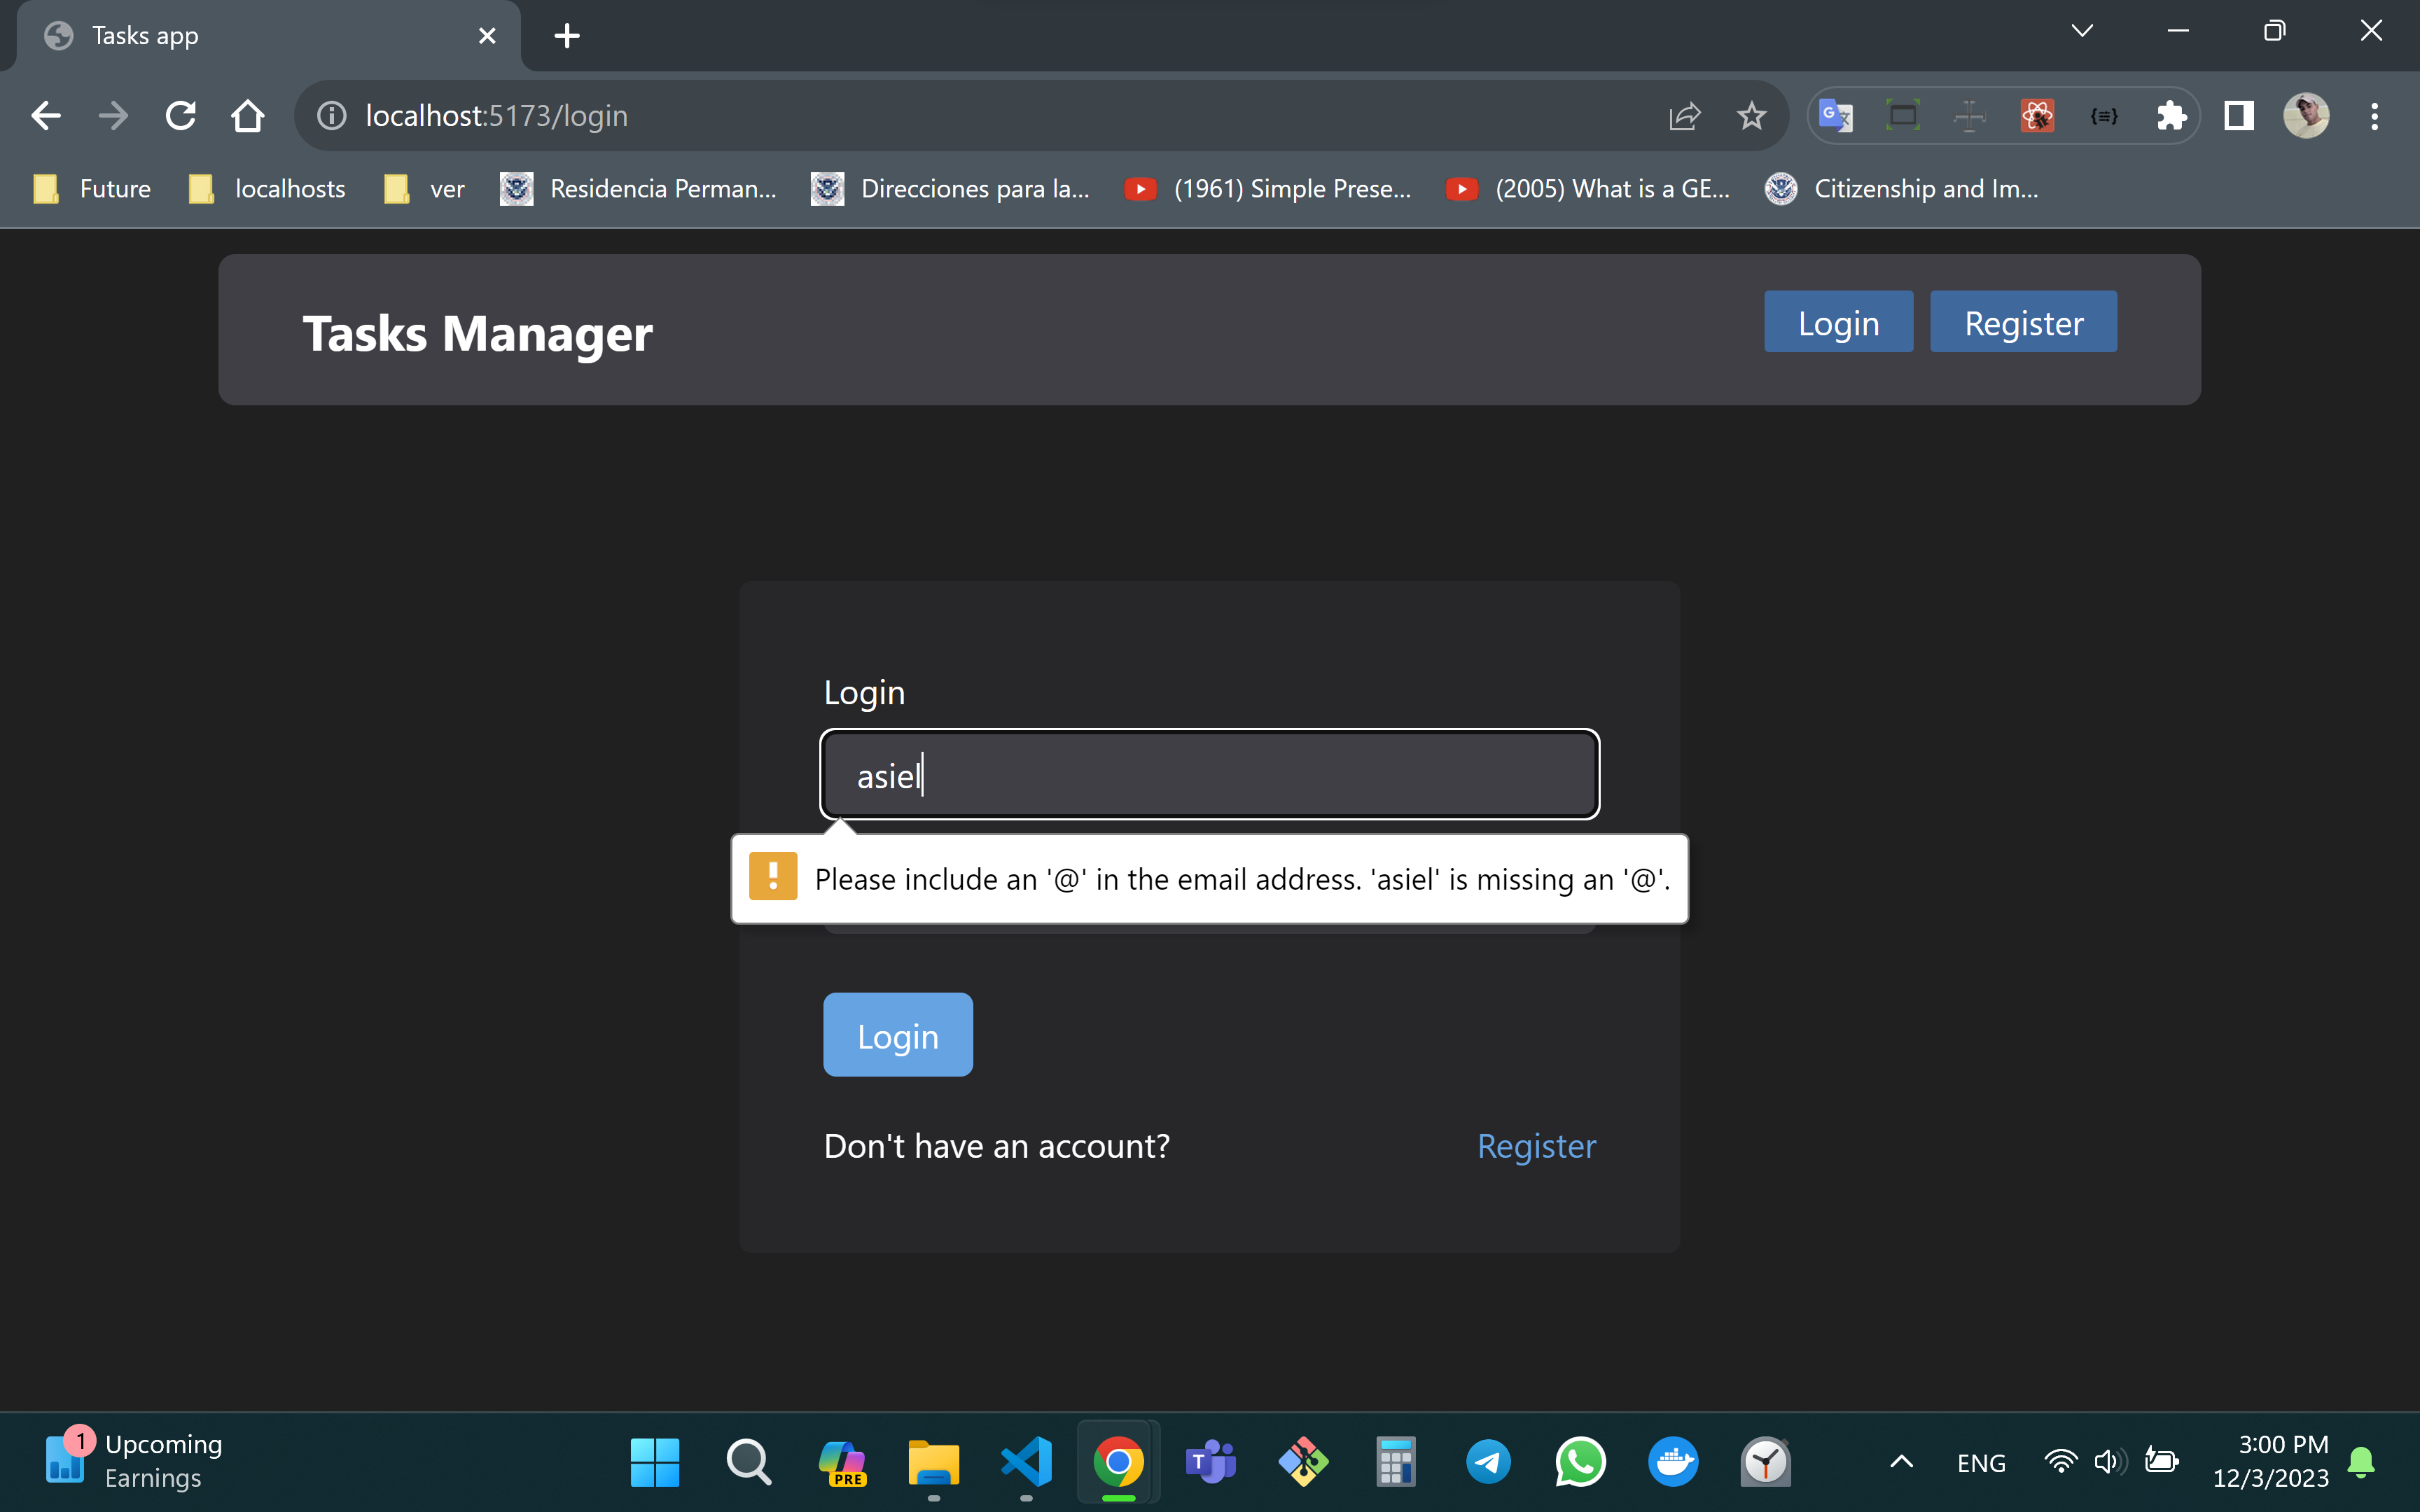 Tasks app
localhost:5173/login
Future localhosts ver Residencia Perman... Direcciones para la... (1961) Simple Prese... (2005) What is a GE... Citizenship and Im...
Tasks Manager
Login Register
Login
asiel
Please include an '@' in the email address. 'asiel' is missing an '@'.
Login
Don't have an account? Register
1
Upcoming
Earnings
PRE
T
ENG
3:00 PM
12/3/2023